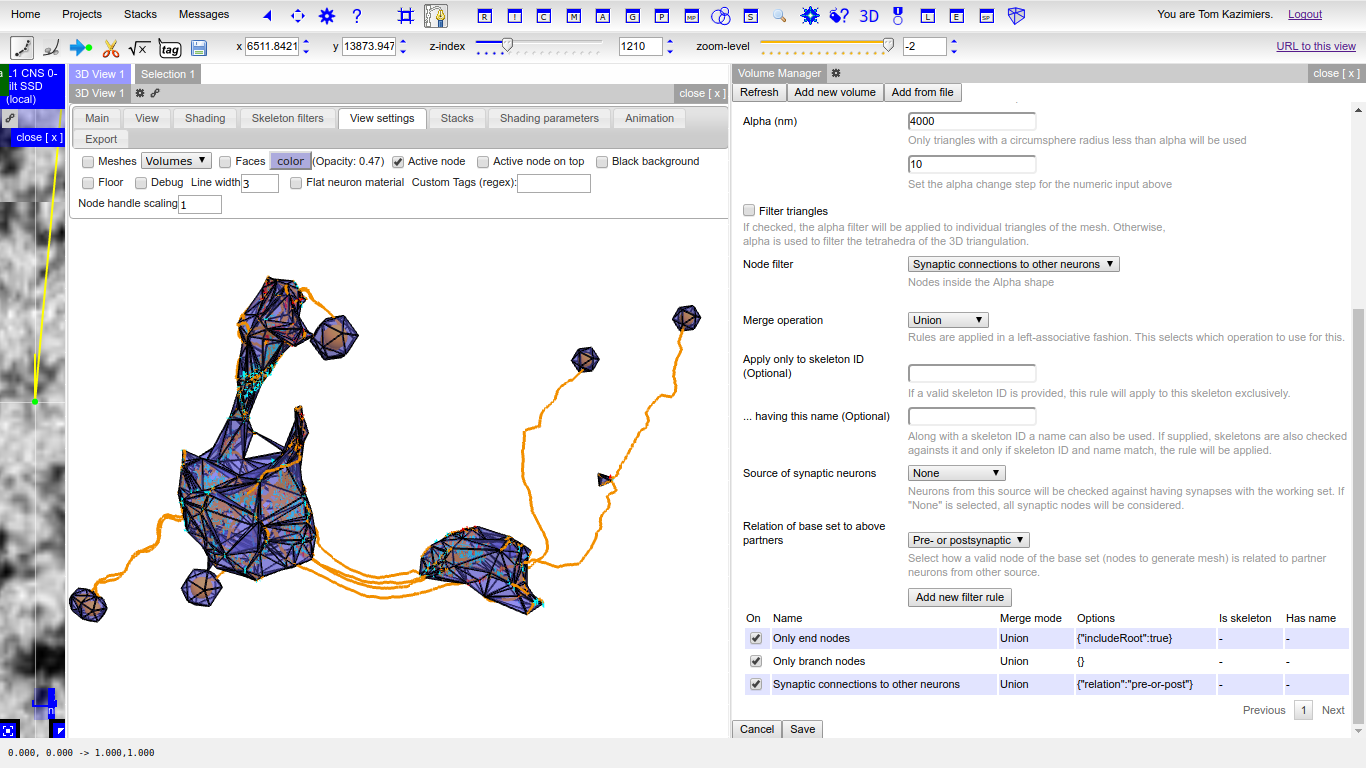 Home Projects Stacks Messages ? R ! C M A G P MP S ? 3D L E SP You are Tom Kazimiers. Logout
√x tag x 6511.8421 y 13873.947 z-index 1210 zoom-level -2 URL to this view
L1 CNS 0-
ilt SSD
(local)
close [ x ]
3D View 1 Selection 1
3D View 1 close [ x ]
Main View Shading Skeleton filters View settings Stacks Shading parameters Animation
Export
Meshes Volumes ▼ Faces color (Opacity: 0.47) Active node Active node on top Black background
Floor Debug Line width 3 Flat neuron material Custom Tags (regex):
Node handle scaling 1
Volume Manager close [ x ]
Refresh Add new volume Add from file
Alpha (nm) 4000
Only triangles with a circumsphere radius less than alpha will be used
10
Set the alpha change step for the numeric input above
Filter triangles
If checked, the alpha filter will be applied to individual triangles of the mesh. Otherwise,
alpha is used to filter the tetrahedra of the 3D triangulation.
Node filter Synaptic connections to other neurons ▼
Nodes inside the Alpha shape
Merge operation Union ▼
Rules are applied in a left-associative fashion. This selects which operation to use for this.
Apply only to skeleton ID
(Optional)
If a valid skeleton ID is provided, this rule will apply to this skeleton exclusively.
... having this name (Optional)
Along with a skeleton ID a name can also be used. If supplied, skeletons are also checked
againsts it and only if skeleton ID and name match, the rule will be applied.
Source of synaptic neurons None ▼
Neurons from this source will be checked against having synapses with the working set. If
"None" is selected, all synaptic nodes will be considered.
Relation of base set to above
partners Pre- or postsynaptic ▼
Select how a valid node of the base set (nodes to generate mesh) is related to partner
neurons from other source.
Add new filter rule
On Name Merge mode Options Is skeleton Has name
Only end nodes Union {"includeRoot":true} - -
Only branch nodes Union {} - -
Synaptic connections to other neurons Union {"relation":"pre-or-post"} - -
Previous 1 Next
Cancel Save
0.000, 0.000 -> 1.000,1.000